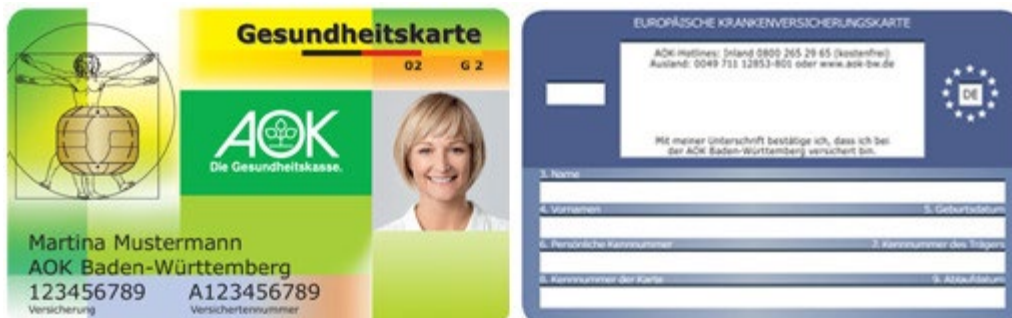 Gesundheitskarte
02 G 2
AOK
Die Gesundheitskasse.
Martina Mustermann
AOK Baden-Württemberg
123456789 A123456789
Versicherung Versichertennummer
EUROPÄISCHE KRANKENVERSICHERUNGSKARTE
AOK-Hotlines: Inland 0800 265 29 65 (kostenfrei)
Ausland: 0049 711 12853-801 oder www.aok-bw.de
DE
Mit meiner Unterschrift bestätige ich, dass ich bei
der AOK Baden-Württemberg versichert bin.
3. Name
4. Vornamen 5. Geburtsdatum
6. Persönliche Kennnummer 7. Kennnummer des Trägers
8. Kennnummer der Karte 9. Ablaufdatum